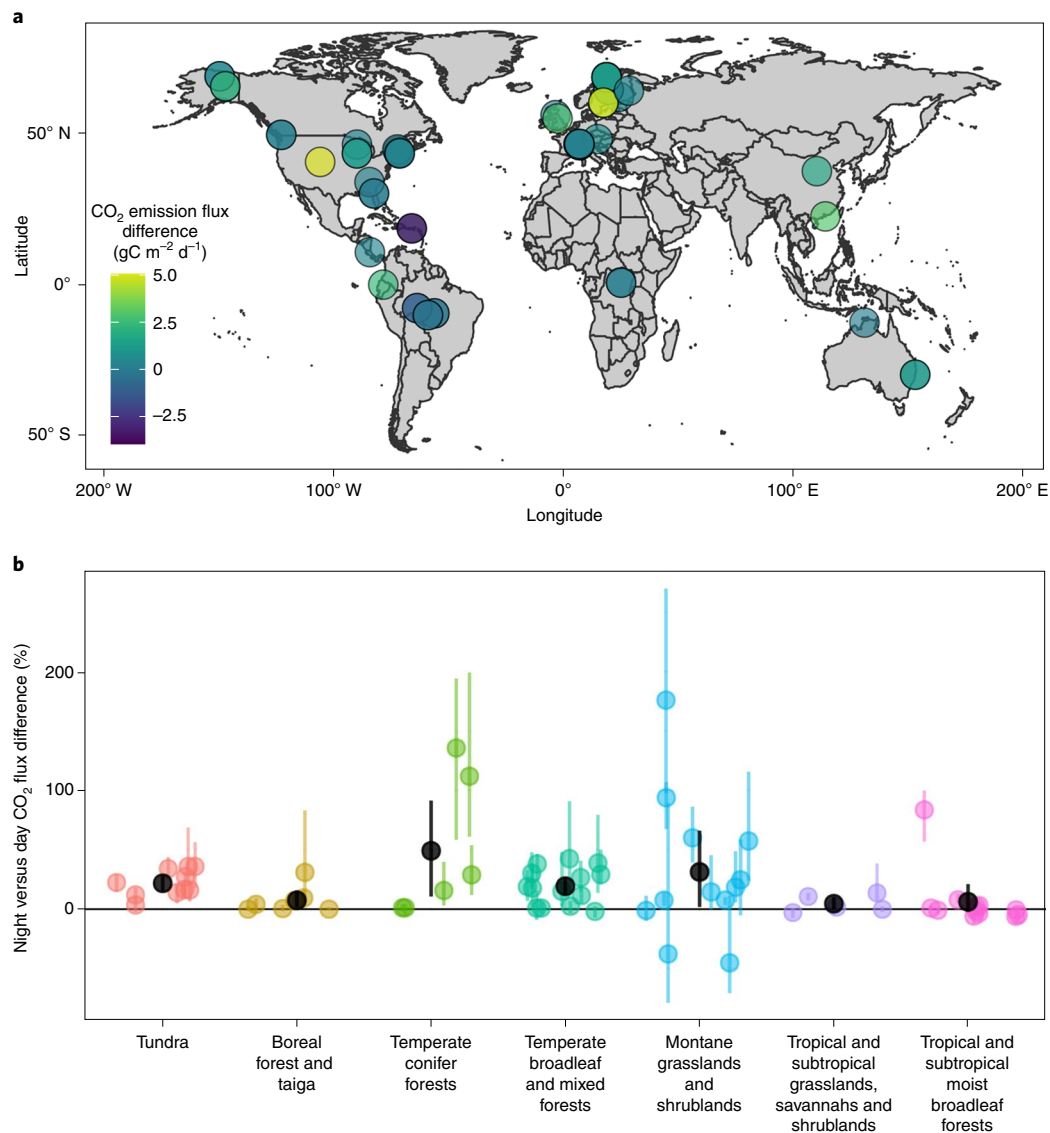 a
50° N
0°
50° S
Latitude
CO2 emission flux
difference
(gC m–2 d–1)
5.0
2.5
0
–2.5
200° W
100° W
0°
100° E
200° E
Longitude
b
Night versus day CO2 flux difference (%)
200
100
0
Tundra
Boreal
forest and
taiga
Temperate
conifer
forests
Temperate
broadleaf
and mixed
forests
Montane
grasslands
and
shrublands
Tropical and
subtropical
grasslands,
savannahs and
shrublands
Tropical and
subtropical
moist
broadleaf
forests